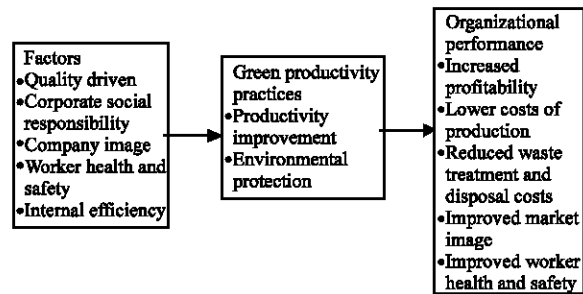 Factors
•Quality driven
•Corporate social
responsibility
•Company image
•Worker health and
safety
•Internal efficiency
Green productivity
practices
•Productivity
improvement
•Environmental
protection
Organizational
performance
•Increased
profitability
•Lower costs of
production
•Reduced waste
treatment and
disposal costs
•Improved market
image
•Improved worker
health and safety